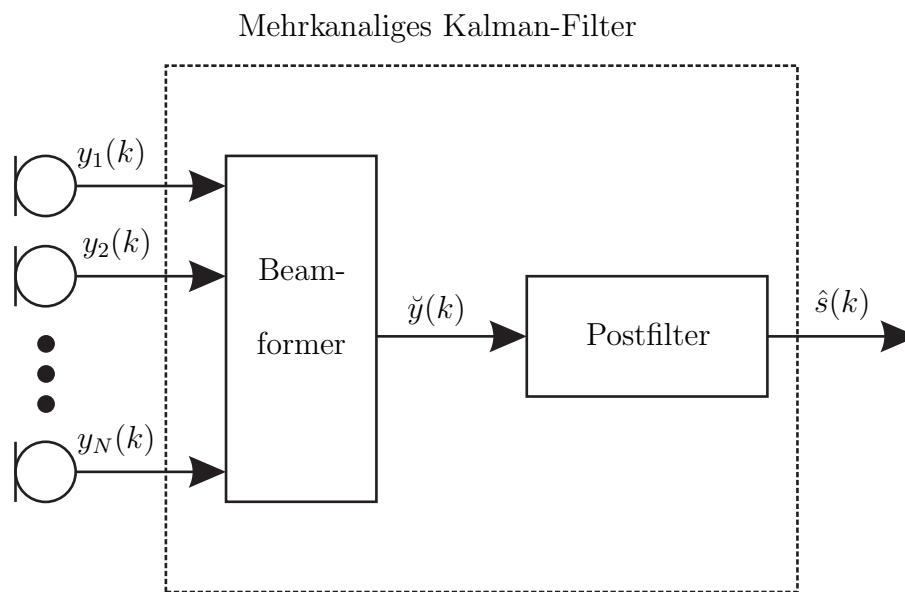 Mehrkanaliges Kalman-Filter
y₁(k)
y₂(k)
Beam-
former
y̆(k)
Postfilter
ŝ(k)
y_N(k)